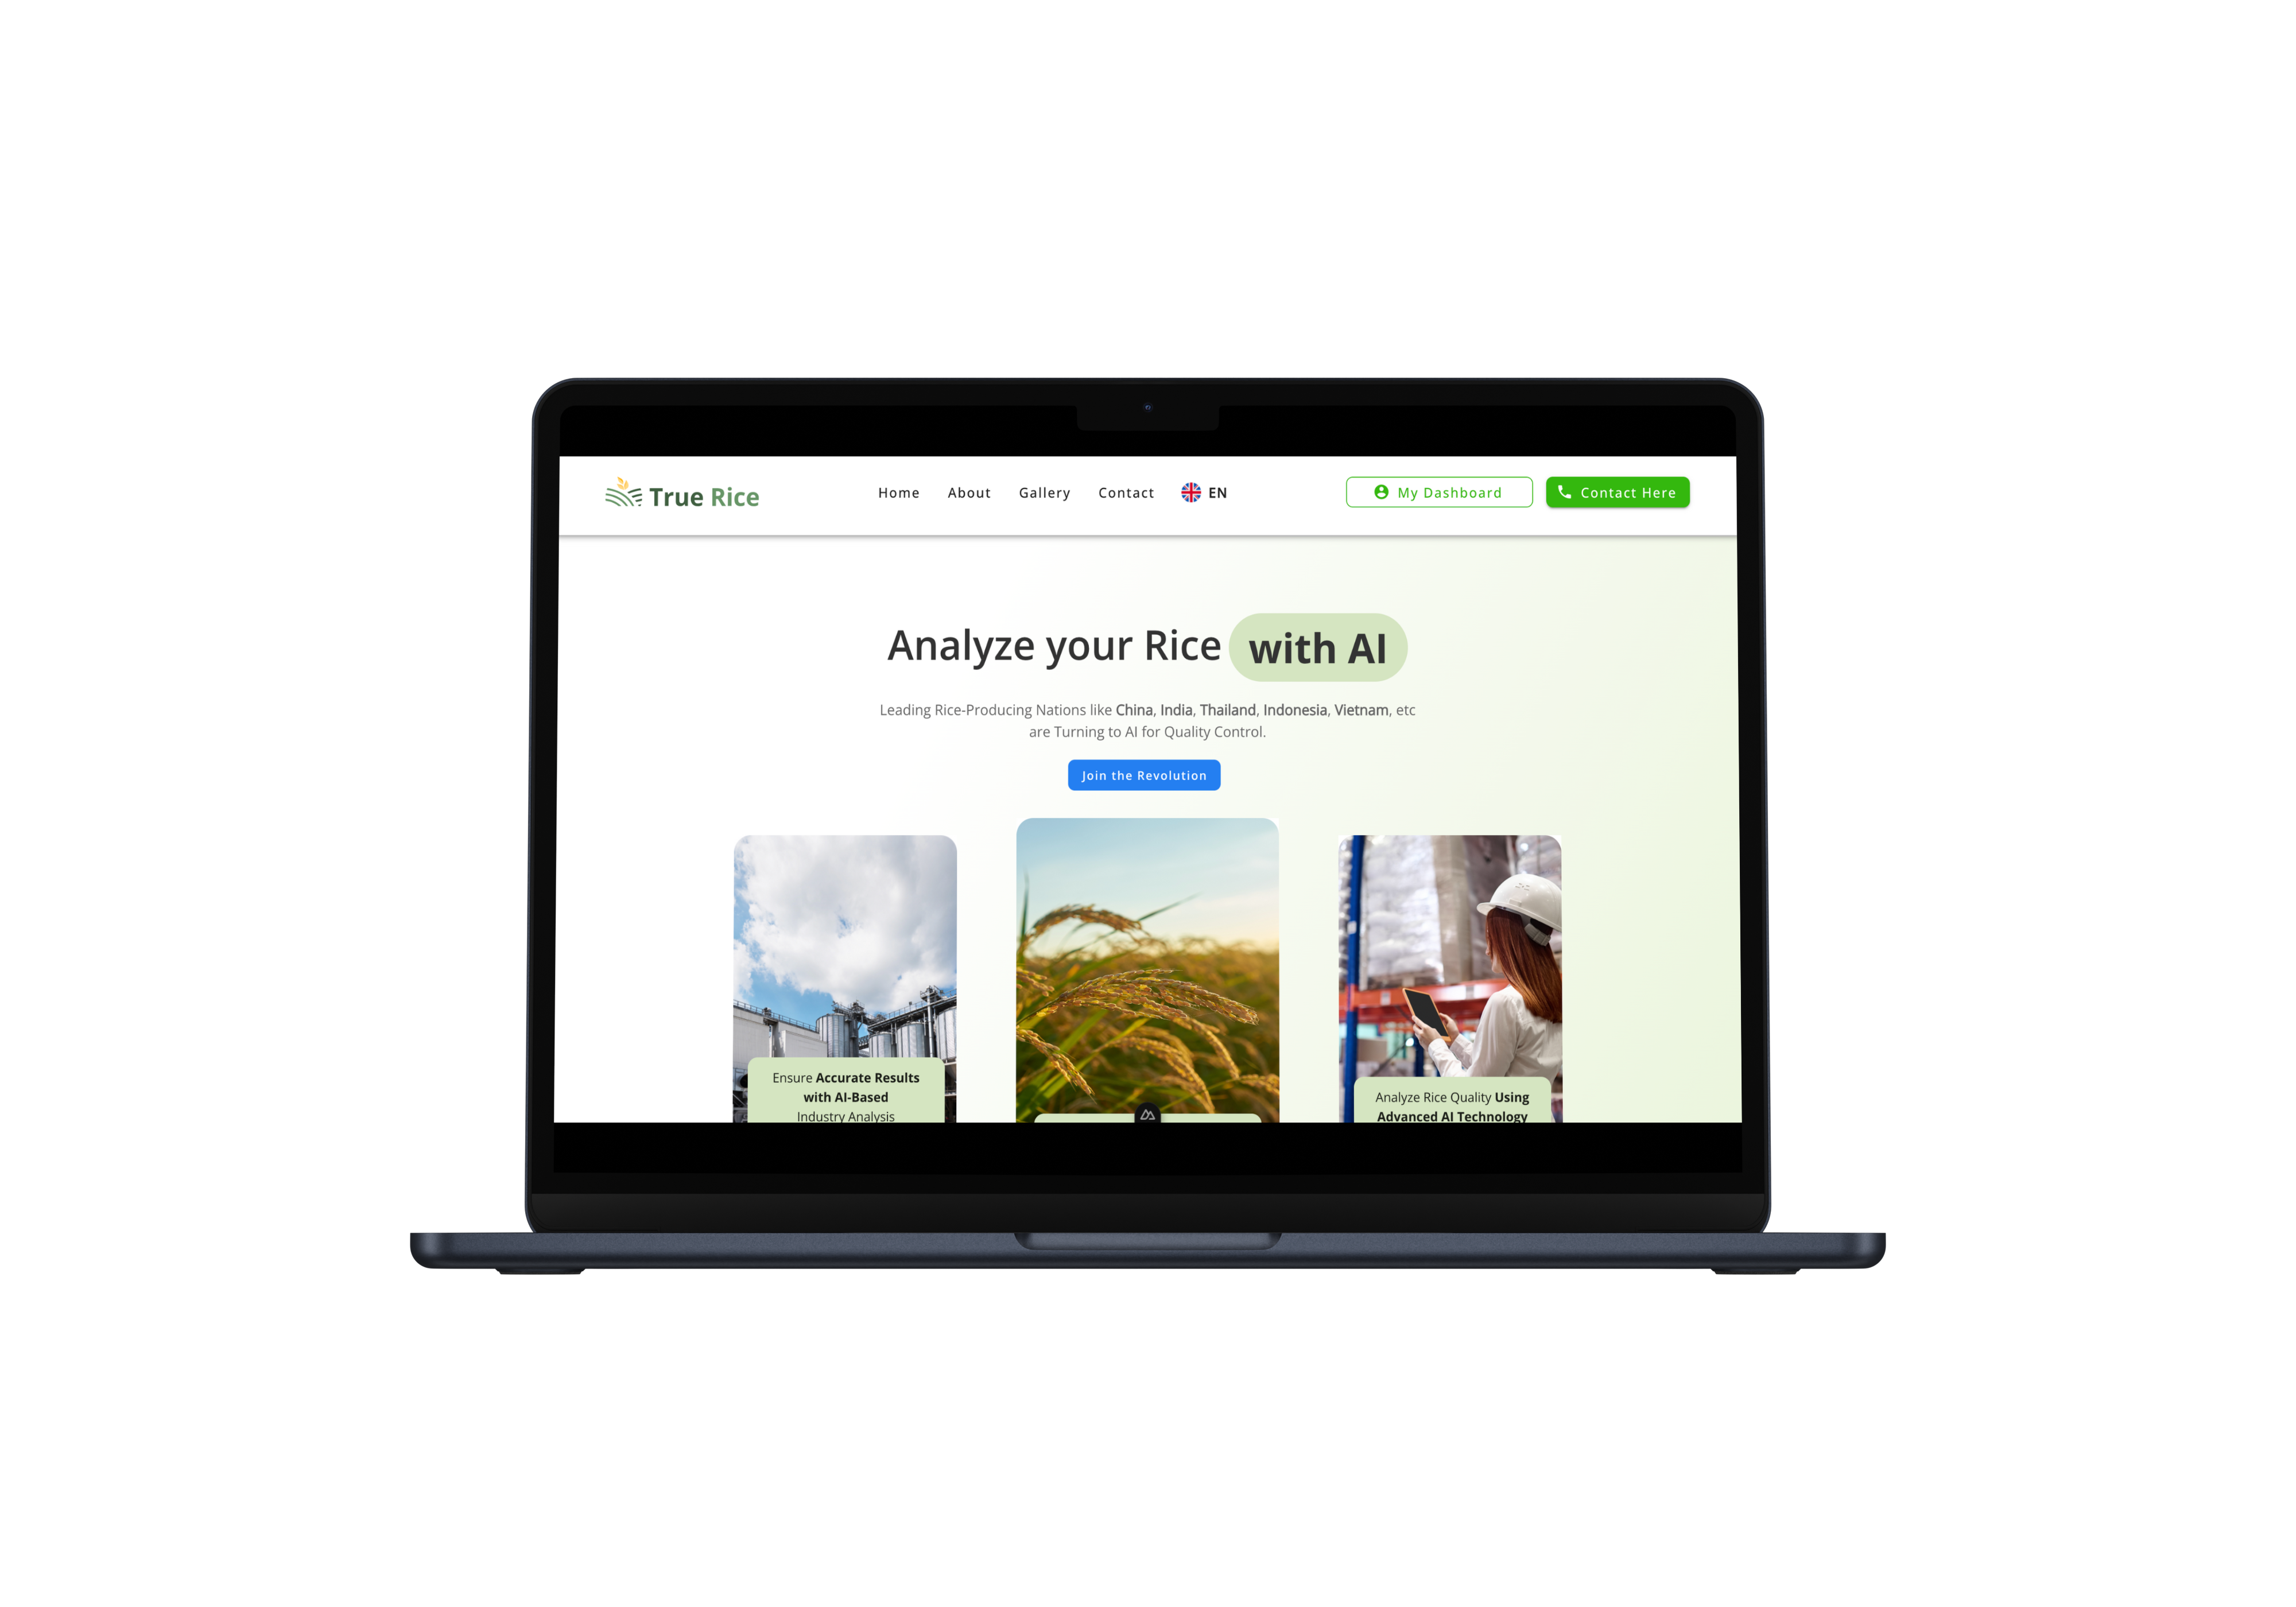 True Rice
Home About Gallery Contact EN
My Dashboard
Contact Here
Analyze your Rice with AI
Leading Rice-Producing Nations like China, India, Thailand, Indonesia, Vietnam, etc
are Turning to AI for Quality Control.
Join the Revolution
Ensure Accurate Results
with AI-Based
Industry Analysis
Analyze Rice Quality Using
Advanced AI Technology